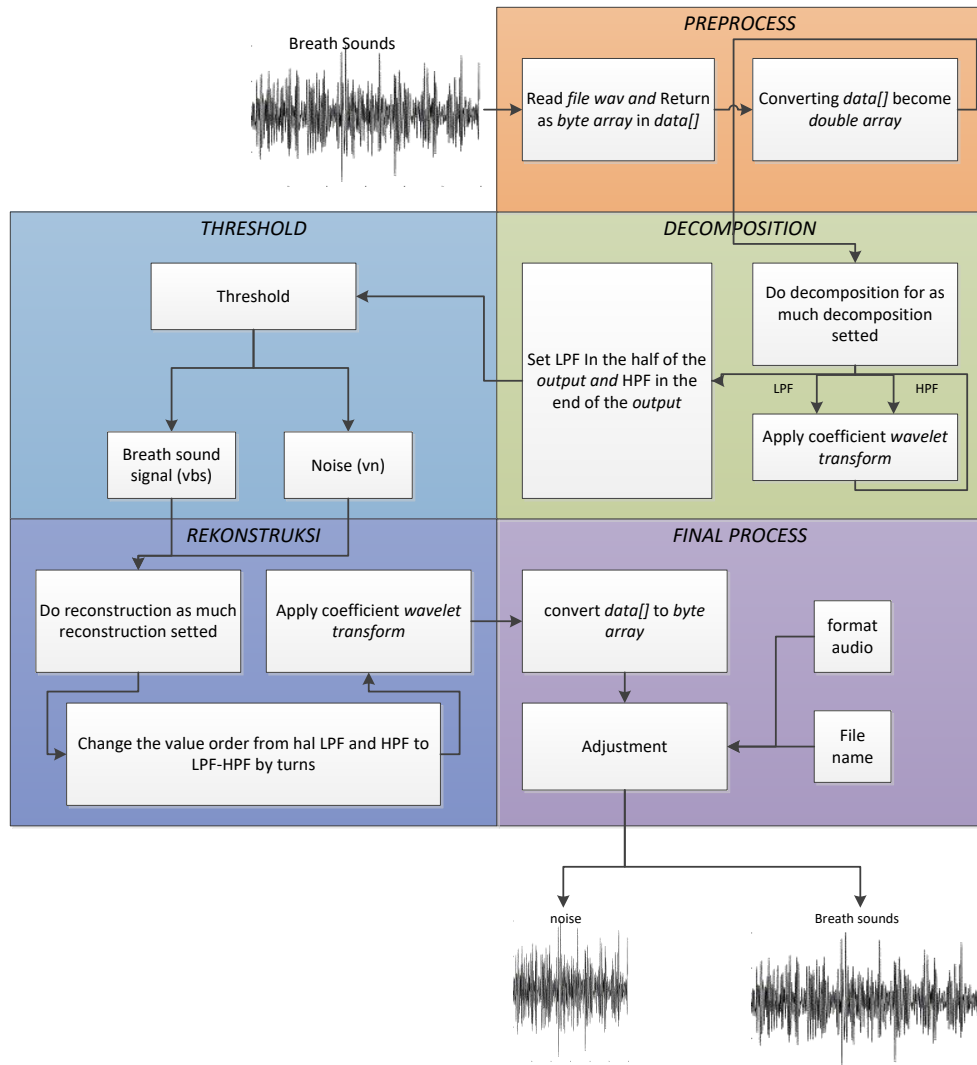 Breath Sounds
PREPROCESS
Read file wav and Return
as byte array in data[]
Converting data[] become
double array
THRESHOLD
Threshold
Breath sound
signal (vbs)
Noise (vn)
DECOMPOSITION
Do decomposition for as
much decomposition
setted
Set LPF In the half of the
output and HPF in the
end of the output
LPF
HPF
Apply coefficient wavelet
transform
REKONSTRUKSI
Do reconstruction as much
reconstruction setted
Apply coefficient wavelet
transform
Change the value order from hal LPF and HPF to
LPF-HPF by turns
FINAL PROCESS
convert data[] to byte
array
format
audio
Adjustment
File
name
noise
Breath sounds